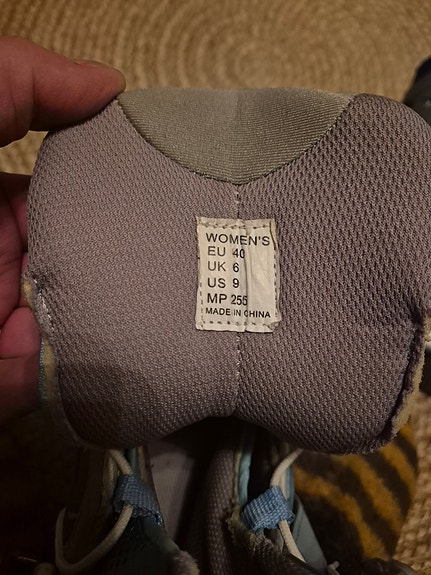 WOMEN'S
EU 40
UK 6
US 9
MP 255
MADE IN CHINA